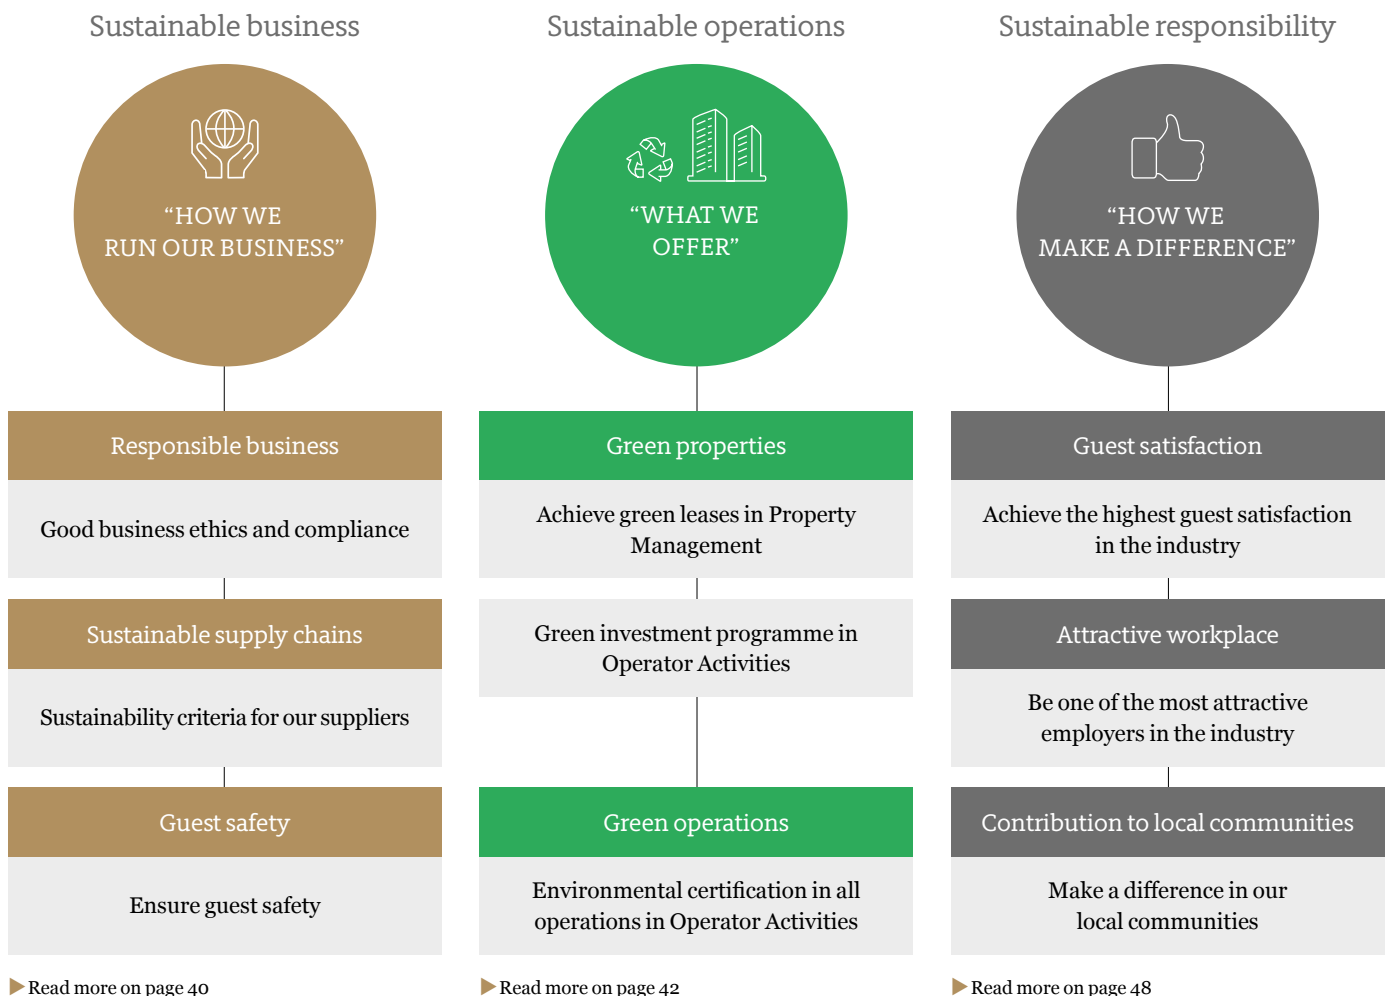 Sustainable business
“HOW WE
RUN OUR BUSINESS”
Responsible business
Good business ethics and compliance
Sustainable supply chains
Sustainability criteria for our suppliers
Guest safety
Ensure guest safety
Read more on page 40
Sustainable operations
“WHAT WE
OFFER”
Green properties
Achieve green leases in Property
Management
Green investment programme in
Operator Activities
Green operations
Environmental certification in all
operations in Operator Activities
Read more on page 42
Sustainable responsibility
“HOW WE
MAKE A DIFFERENCE”
Guest satisfaction
Achieve the highest guest satisfaction
in the industry
Attractive workplace
Be one of the most attractive
employers in the industry
Contribution to local communities
Make a difference in our
local communities
Read more on page 48